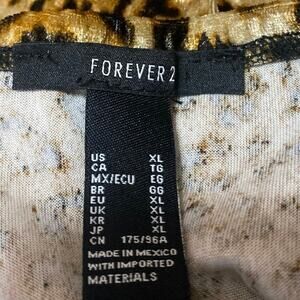 FOREVER 2
US XL
CA TG
MX/ECU EG
BR GG
EU XL
UK XL
KR XL
JP XL
CN 175/96A
MADE IN MEXICO
WITH IMPORTED
MATERIALS